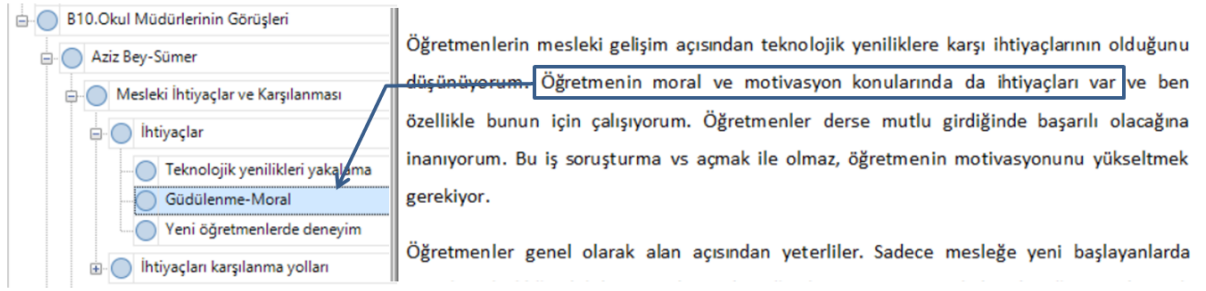 B10.Okul Müdürlerinin Görüşleri
Aziz Bey-Sümer
Mesleki İhtiyaçlar ve Karşılanması
İhtiyaçlar
Teknolojik yenilikleri yakalama
Güdülenme-Moral
Yeni öğretmenlerde deneyim
İhtiyaçları karşılanma yolları
Öğretmenlerin mesleki gelişim açısından teknolojik yeniliklere karşı ihtiyaçlarının olduğunu
düşünüyorum. Öğretmenin moral ve motivasyon konularında da ihtiyaçları var ve ben
özellikle bunun için çalışıyorum. Öğretmenler derse mutlu girdiğinde başarılı olacağına
inanıyorum. Bu iş soruşturma vs açmak ile olmaz, öğretmenin motivasyonunu yükseltmek
gerekiyor.
Öğretmenler genel olarak alan açısından yeterliler. Sadece mesleğe yeni başlayanlarda